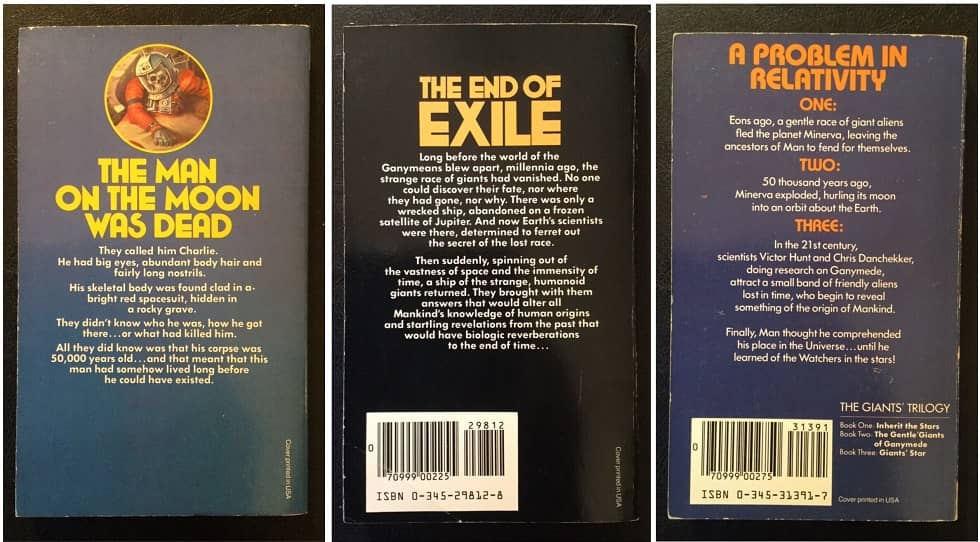 THE MAN
ON THE MOON
WAS DEAD
They called him Charlie.
He had big eyes, abundant body hair and
fairly long nostrils.
His skeletal body was found clad in a-
bright red spacesuit, hidden in
a rocky grave.
They didn't know who he was, how he got
there...or what had killed him.
All they did know was that his corpse was
50,000 years old...and that meant that this
man had somehow lived long before
he could have existed.
Cover printed in USA
THE END OF
EXILE
Long before the world of the
Ganymeans blew apart, millennia ago, the
strange race of giants had vanished. No one
could discover their fate, nor where
they had gone, nor why. There was only a
wrecked ship, abandoned on a frozen
satellite of Jupiter. And now Earth's scientists
were there, determined to ferret out
the secret of the lost race.
Then suddenly, spinning out of
the vastness of space and the immensity of
time, a ship of the strange, humanoid
giants returned. They brought with them
answers that would alter all
Mankind's knowledge of human origins
and startling revelations from the past that
would have biologic reverberations
to the end of time...
29812
0
70999 00225
ISBN 0-345-29812-8
Cover printed in USA
A PROBLEM IN
RELATIVITY
ONE:
Eons ago, a gentle race of giant aliens
fled the planet Minerva, leaving the
ancestors of Man to fend for themselves.
TWO:
50 thousand years ago,
Minerva exploded, hurling its moon
into an orbit about the Earth.
THREE:
In the 21st century,
scientists Victor Hunt and Chris Danchekker,
doing research on Ganymede,
attract a small band of friendly aliens
lost in time, who begin to reveal
something of the origin of Mankind.
Finally, Man thought he comprehended
his place in the Universe...until he
learned of the Watchers in the stars!
THE GIANTS' TRILOGY
Book One: Inherit the Stars
Book Two: The Gentle Giants
of Ganymede
Book Three: Giants' Star
31391
0
70999 00275
ISBN 0-345-31391-7
Cover printed in USA